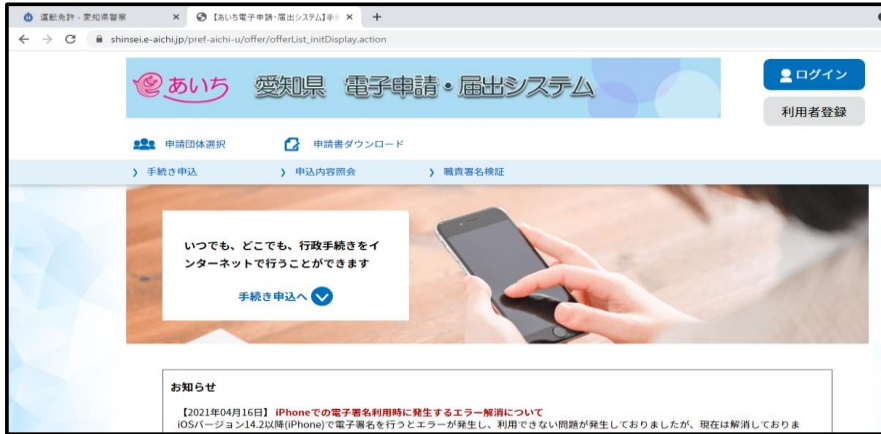 運転免許 - 愛知県警察
【あいち電子申請・届出システム】手
shinsei.e-aichi.jp/pref-aichi-u/offer/offerList_initDisplay.action
あいち 愛知県 電子申請・届出システム
ログイン
利用者登録
申請団体選択
申請書ダウンロード
手続き申込
申込内容照会
職責署名検証
いつでも、どこでも、行政手続きをイ
ンターネットで行うことができます
手続き申込へ
お知らせ
【2021年04月16日】 iPhoneでの電子署名利用時に発生するエラー解消について
iOSバージョン14.2以降(iPhone)で電子署名を行うとエラーが発生し、利用できない問題が発生しておりましたが、現在は解消しておりま